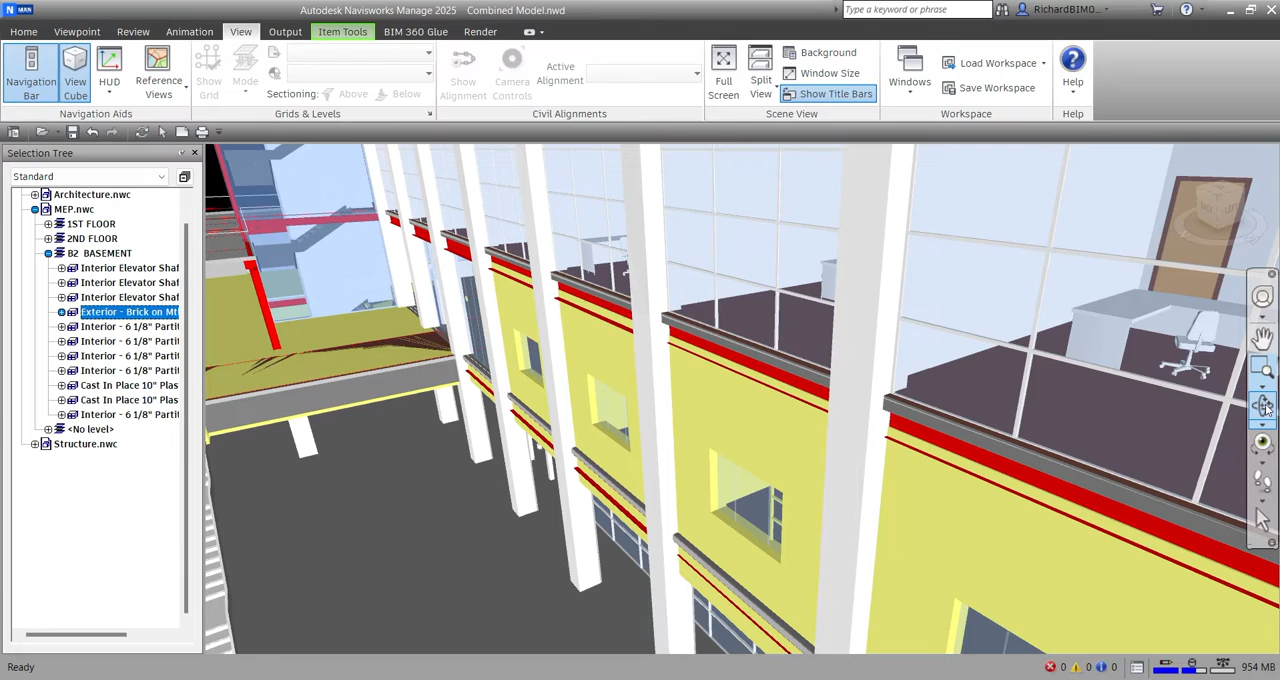 MAN
Autodesk Navisworks Manage 2025 Combined Model.nwd
Type a keyword or phrase
RichardBIMO...
Home Viewpoint Review Animation View Output Item Tools BIM 360 Glue Render
Navigation Bar
View Cube
HUD
Reference Views
Show Grid
Mode
Sectioning: Above Below
Show Alignment
Camera Controls
Active Alignment
Full Screen
Split View
Background
Window Size
Show Title Bars
Windows
Load Workspace
Save Workspace
Help
Navigation Aids
Grids & Levels
Civil Alignments
Scene View
Workspace
Help
Selection Tree
Standard
Architecture.nwc
MEP.nwc
1ST FLOOR
2ND FLOOR
B2 BASEMENT
Interior Elevator Shaf
Interior Elevator Shaf
Interior Elevator Shaf
Exterior - Brick on Mt
Interior - 6 1/8" Partit
Interior - 6 1/8" Partit
Interior - 6 1/8" Partit
Interior - 6 1/8" Partit
Cast In Place 10" Plas
Cast In Place 10" Plas
Interior - 6 1/8" Partit
<No level>
Structure.nwc
Ready
0 0 0 954 MB